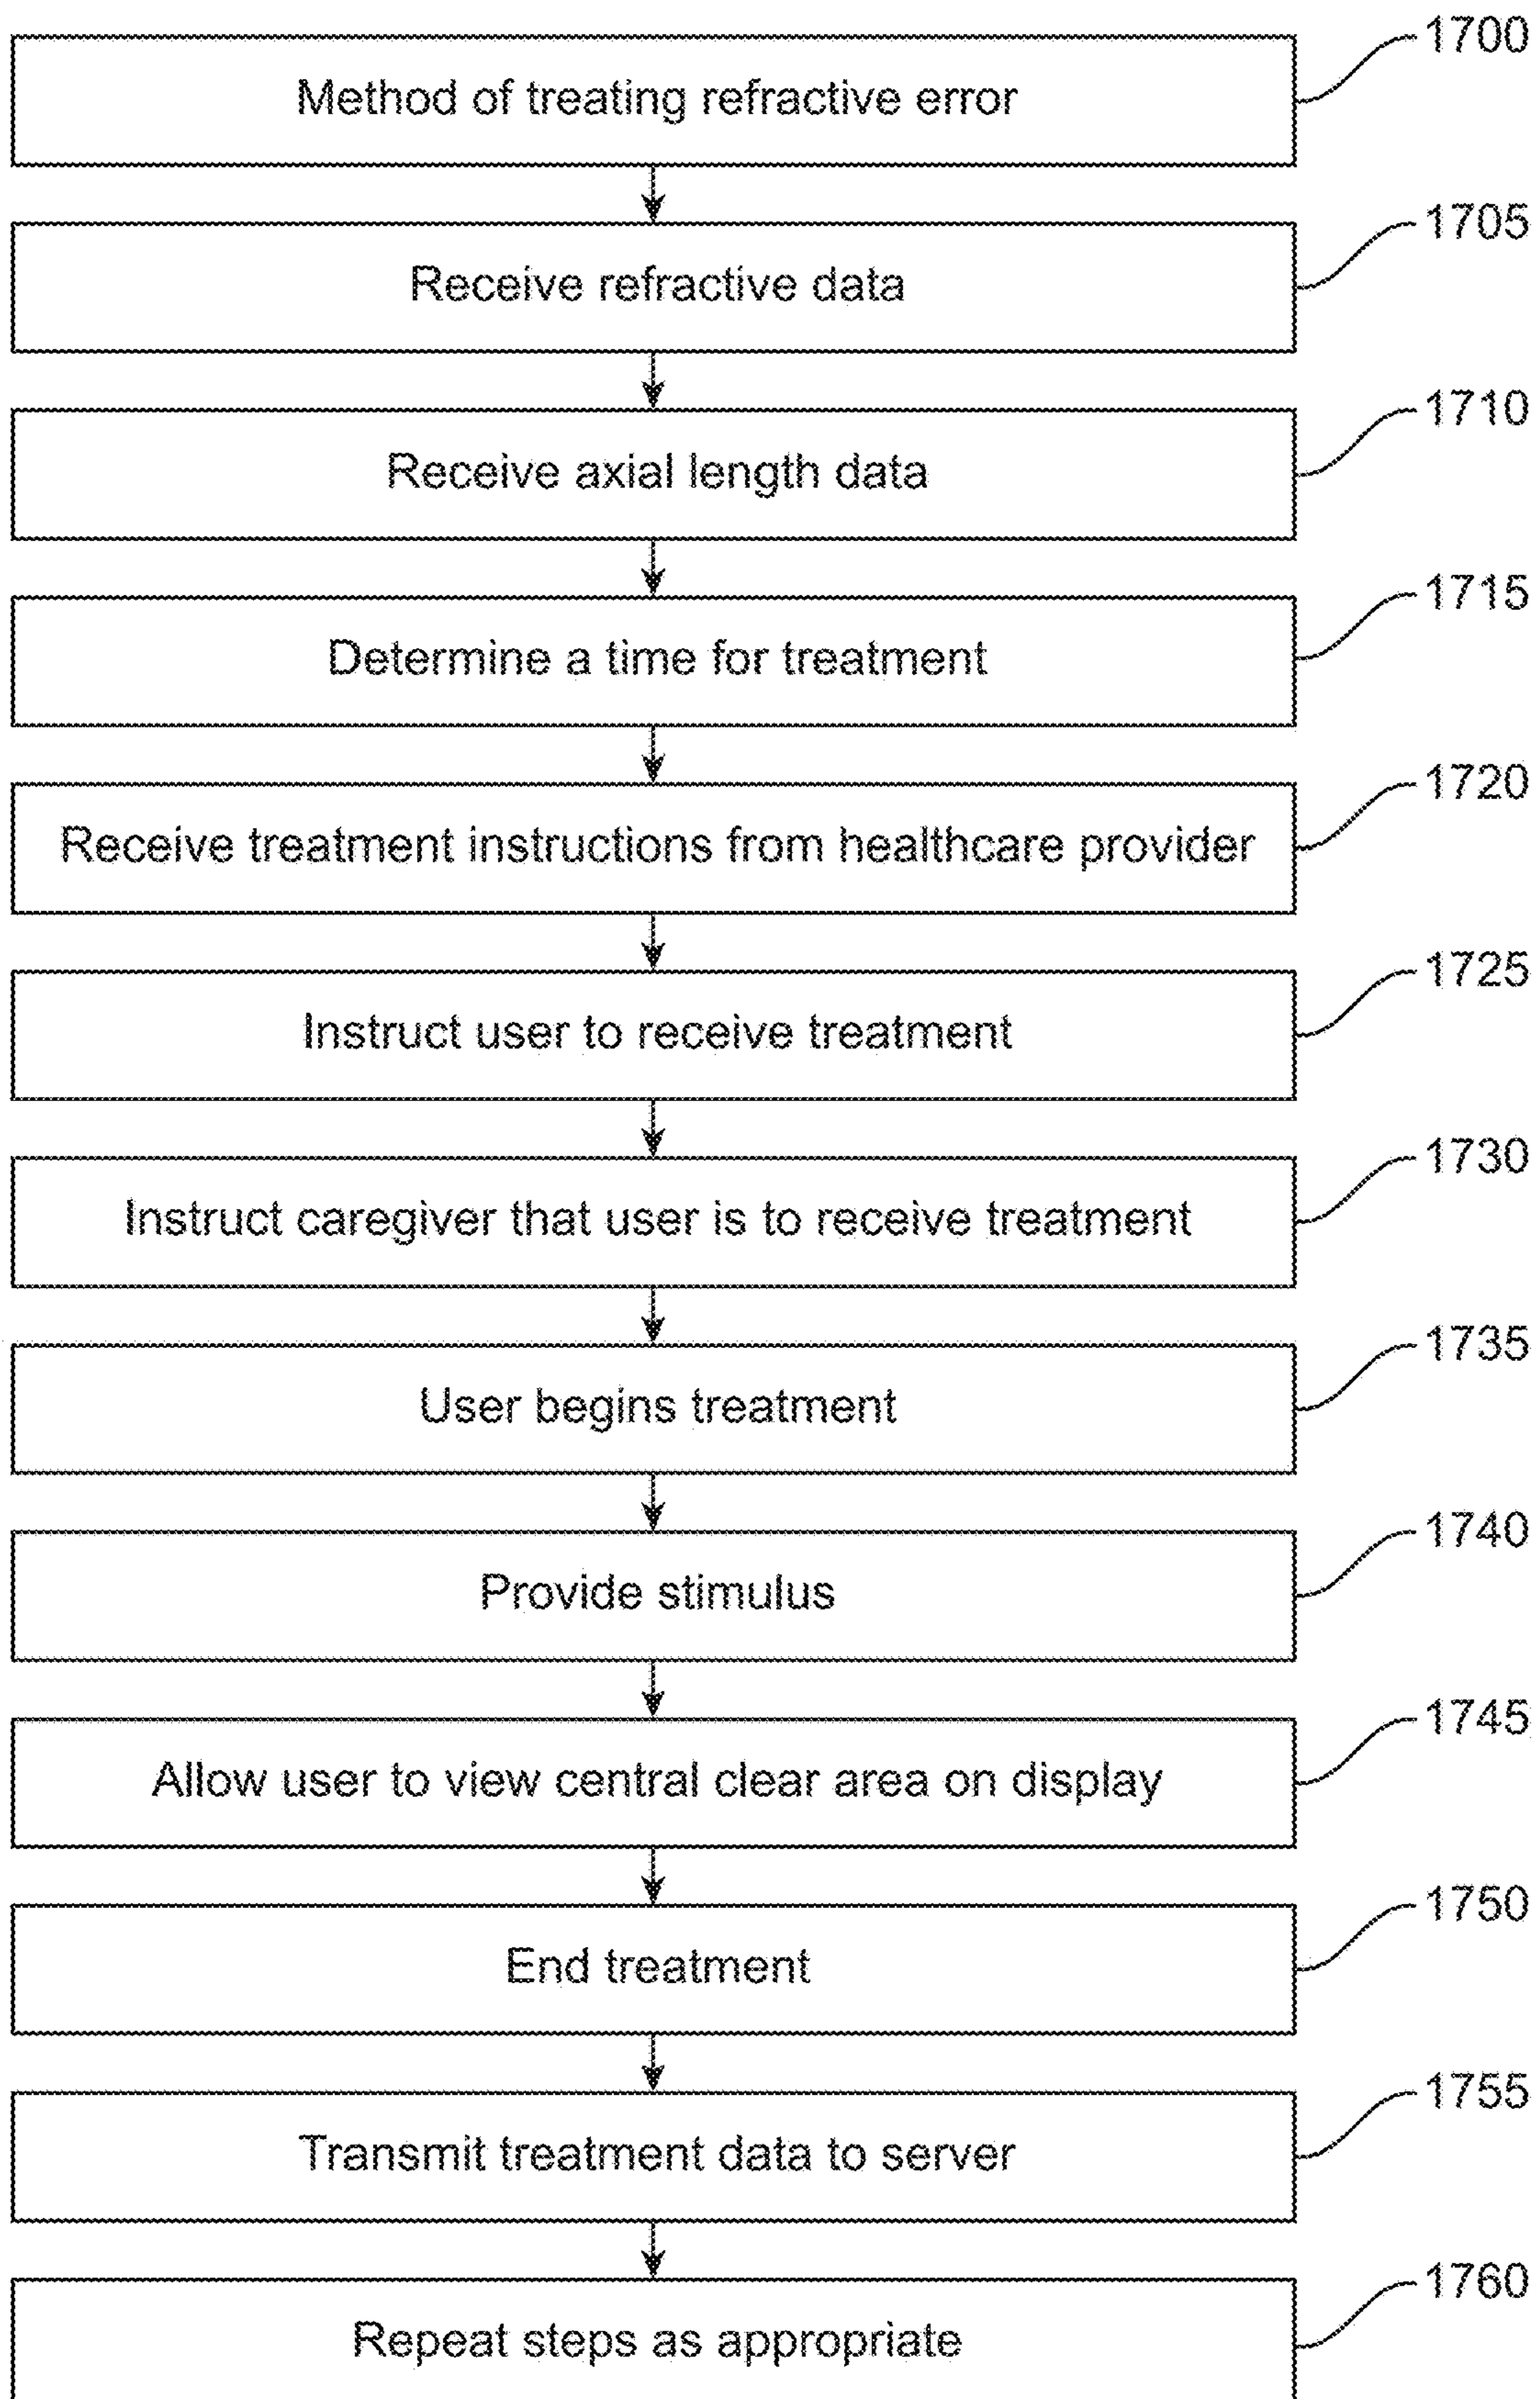 1700
Method of treating refractive error
1705
Receive refractive data
1710
Receive axial length data
1715
Determine a time for treatment
1720
Receive treatment instructions from healthcare provider
1725
Instruct user to receive treatment
1730
Instruct caregiver that user is to receive treatment
1735
User begins treatment
1740
Provide stimulus
1745
Allow user to view central clear area on display
1750
End treatment
1755
Transmit treatment data to server
1760
Repeat steps as appropriate